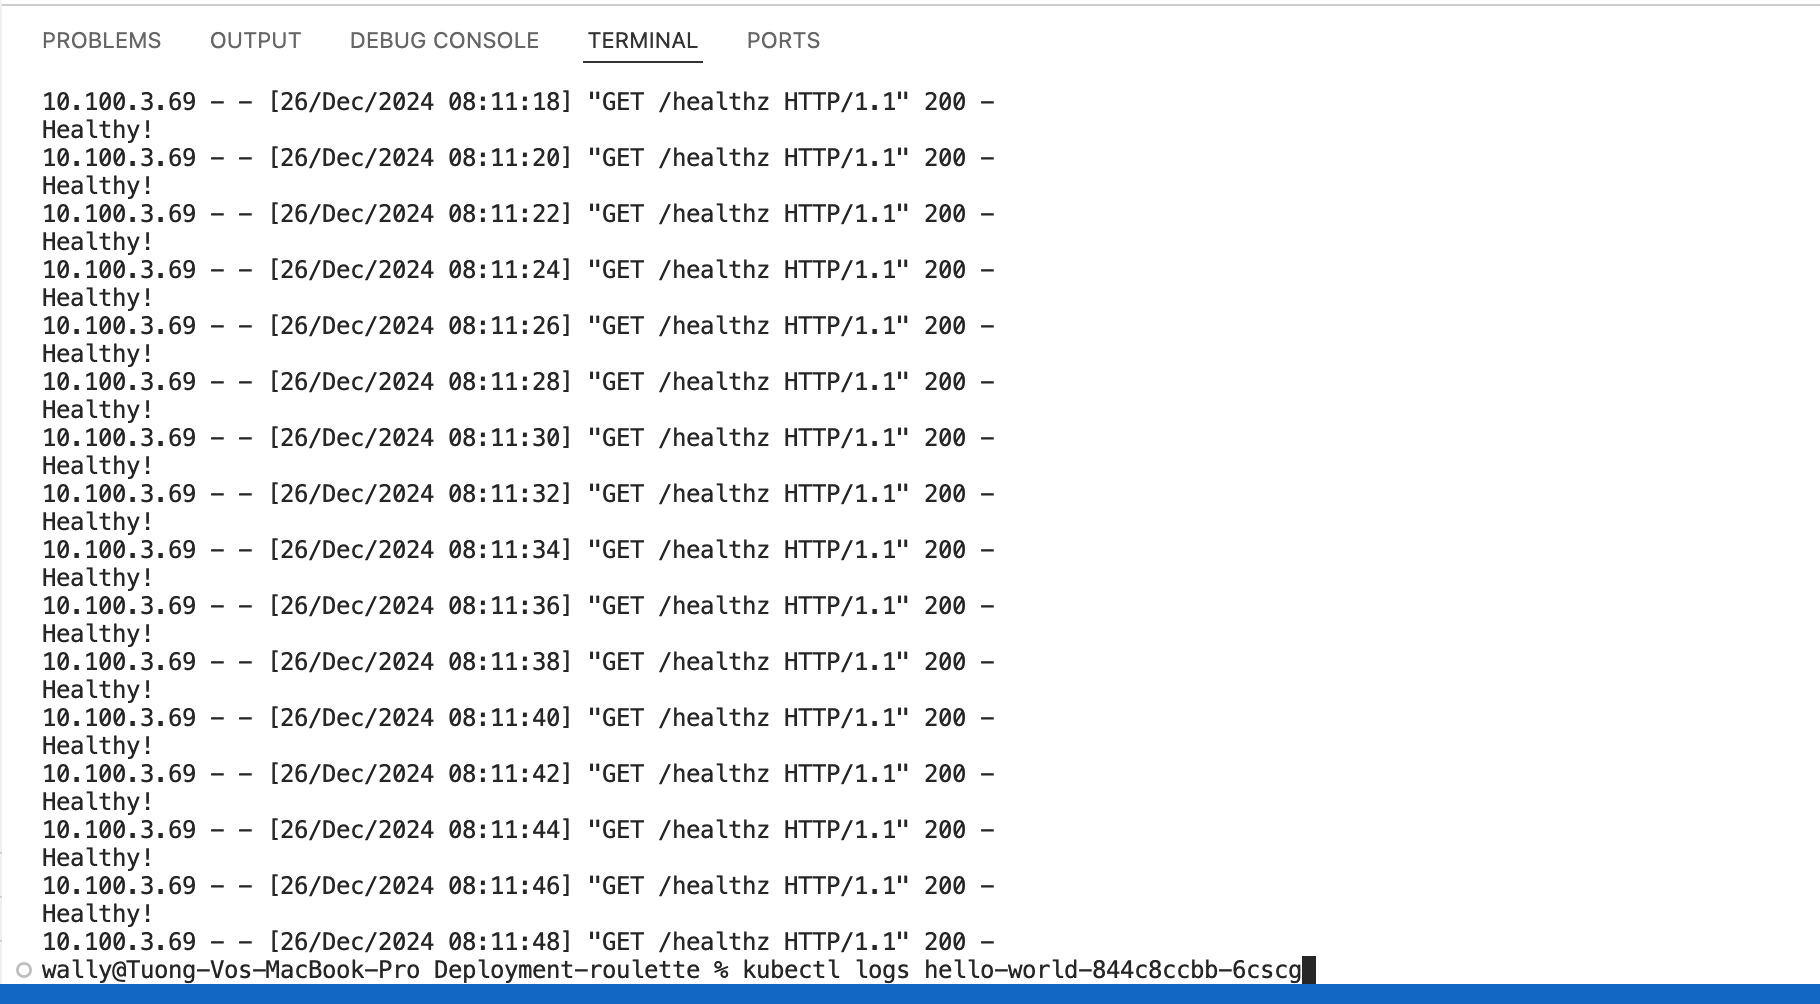 PROBLEMS OUTPUT DEBUG CONSOLE TERMINAL PORTS
10.100.3.69 - - [26/Dec/2024 08:11:18] "GET /healthz HTTP/1.1" 200 -
Healthy!
10.100.3.69 - - [26/Dec/2024 08:11:20] "GET /healthz HTTP/1.1" 200 -
Healthy!
10.100.3.69 - - [26/Dec/2024 08:11:22] "GET /healthz HTTP/1.1" 200 -
Healthy!
10.100.3.69 - - [26/Dec/2024 08:11:24] "GET /healthz HTTP/1.1" 200 -
Healthy!
10.100.3.69 - - [26/Dec/2024 08:11:26] "GET /healthz HTTP/1.1" 200 -
Healthy!
10.100.3.69 - - [26/Dec/2024 08:11:28] "GET /healthz HTTP/1.1" 200 -
Healthy!
10.100.3.69 - - [26/Dec/2024 08:11:30] "GET /healthz HTTP/1.1" 200 -
Healthy!
10.100.3.69 - - [26/Dec/2024 08:11:32] "GET /healthz HTTP/1.1" 200 -
Healthy!
10.100.3.69 - - [26/Dec/2024 08:11:34] "GET /healthz HTTP/1.1" 200 -
Healthy!
10.100.3.69 - - [26/Dec/2024 08:11:36] "GET /healthz HTTP/1.1" 200 -
Healthy!
10.100.3.69 - - [26/Dec/2024 08:11:38] "GET /healthz HTTP/1.1" 200 -
Healthy!
10.100.3.69 - - [26/Dec/2024 08:11:40] "GET /healthz HTTP/1.1" 200 -
Healthy!
10.100.3.69 - - [26/Dec/2024 08:11:42] "GET /healthz HTTP/1.1" 200 -
Healthy!
10.100.3.69 - - [26/Dec/2024 08:11:44] "GET /healthz HTTP/1.1" 200 -
Healthy!
10.100.3.69 - - [26/Dec/2024 08:11:46] "GET /healthz HTTP/1.1" 200 -
Healthy!
10.100.3.69 - - [26/Dec/2024 08:11:48] "GET /healthz HTTP/1.1" 200 -
wally@Tuong-Vos-MacBook-Pro Deployment-roulette % kubectl logs hello-world-844c8ccbb-6cscg